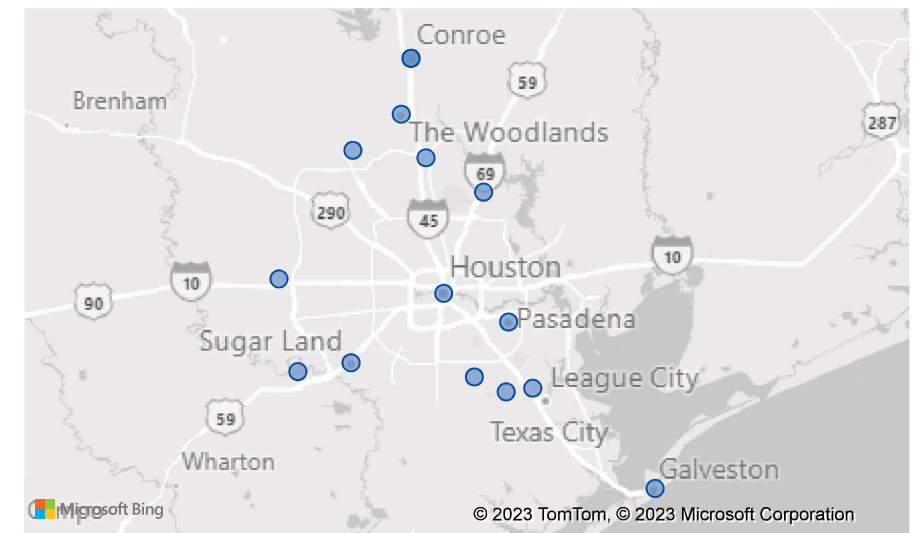 Conroe
59
Brenham
287
The Woodlands
69
290
45
Houston
10
10
90
Pasadena
Sugar Land
League City
59
Texas City
Wharton
Galveston
Microsoft Bing
© 2023 TomTom, © 2023 Microsoft Corporation